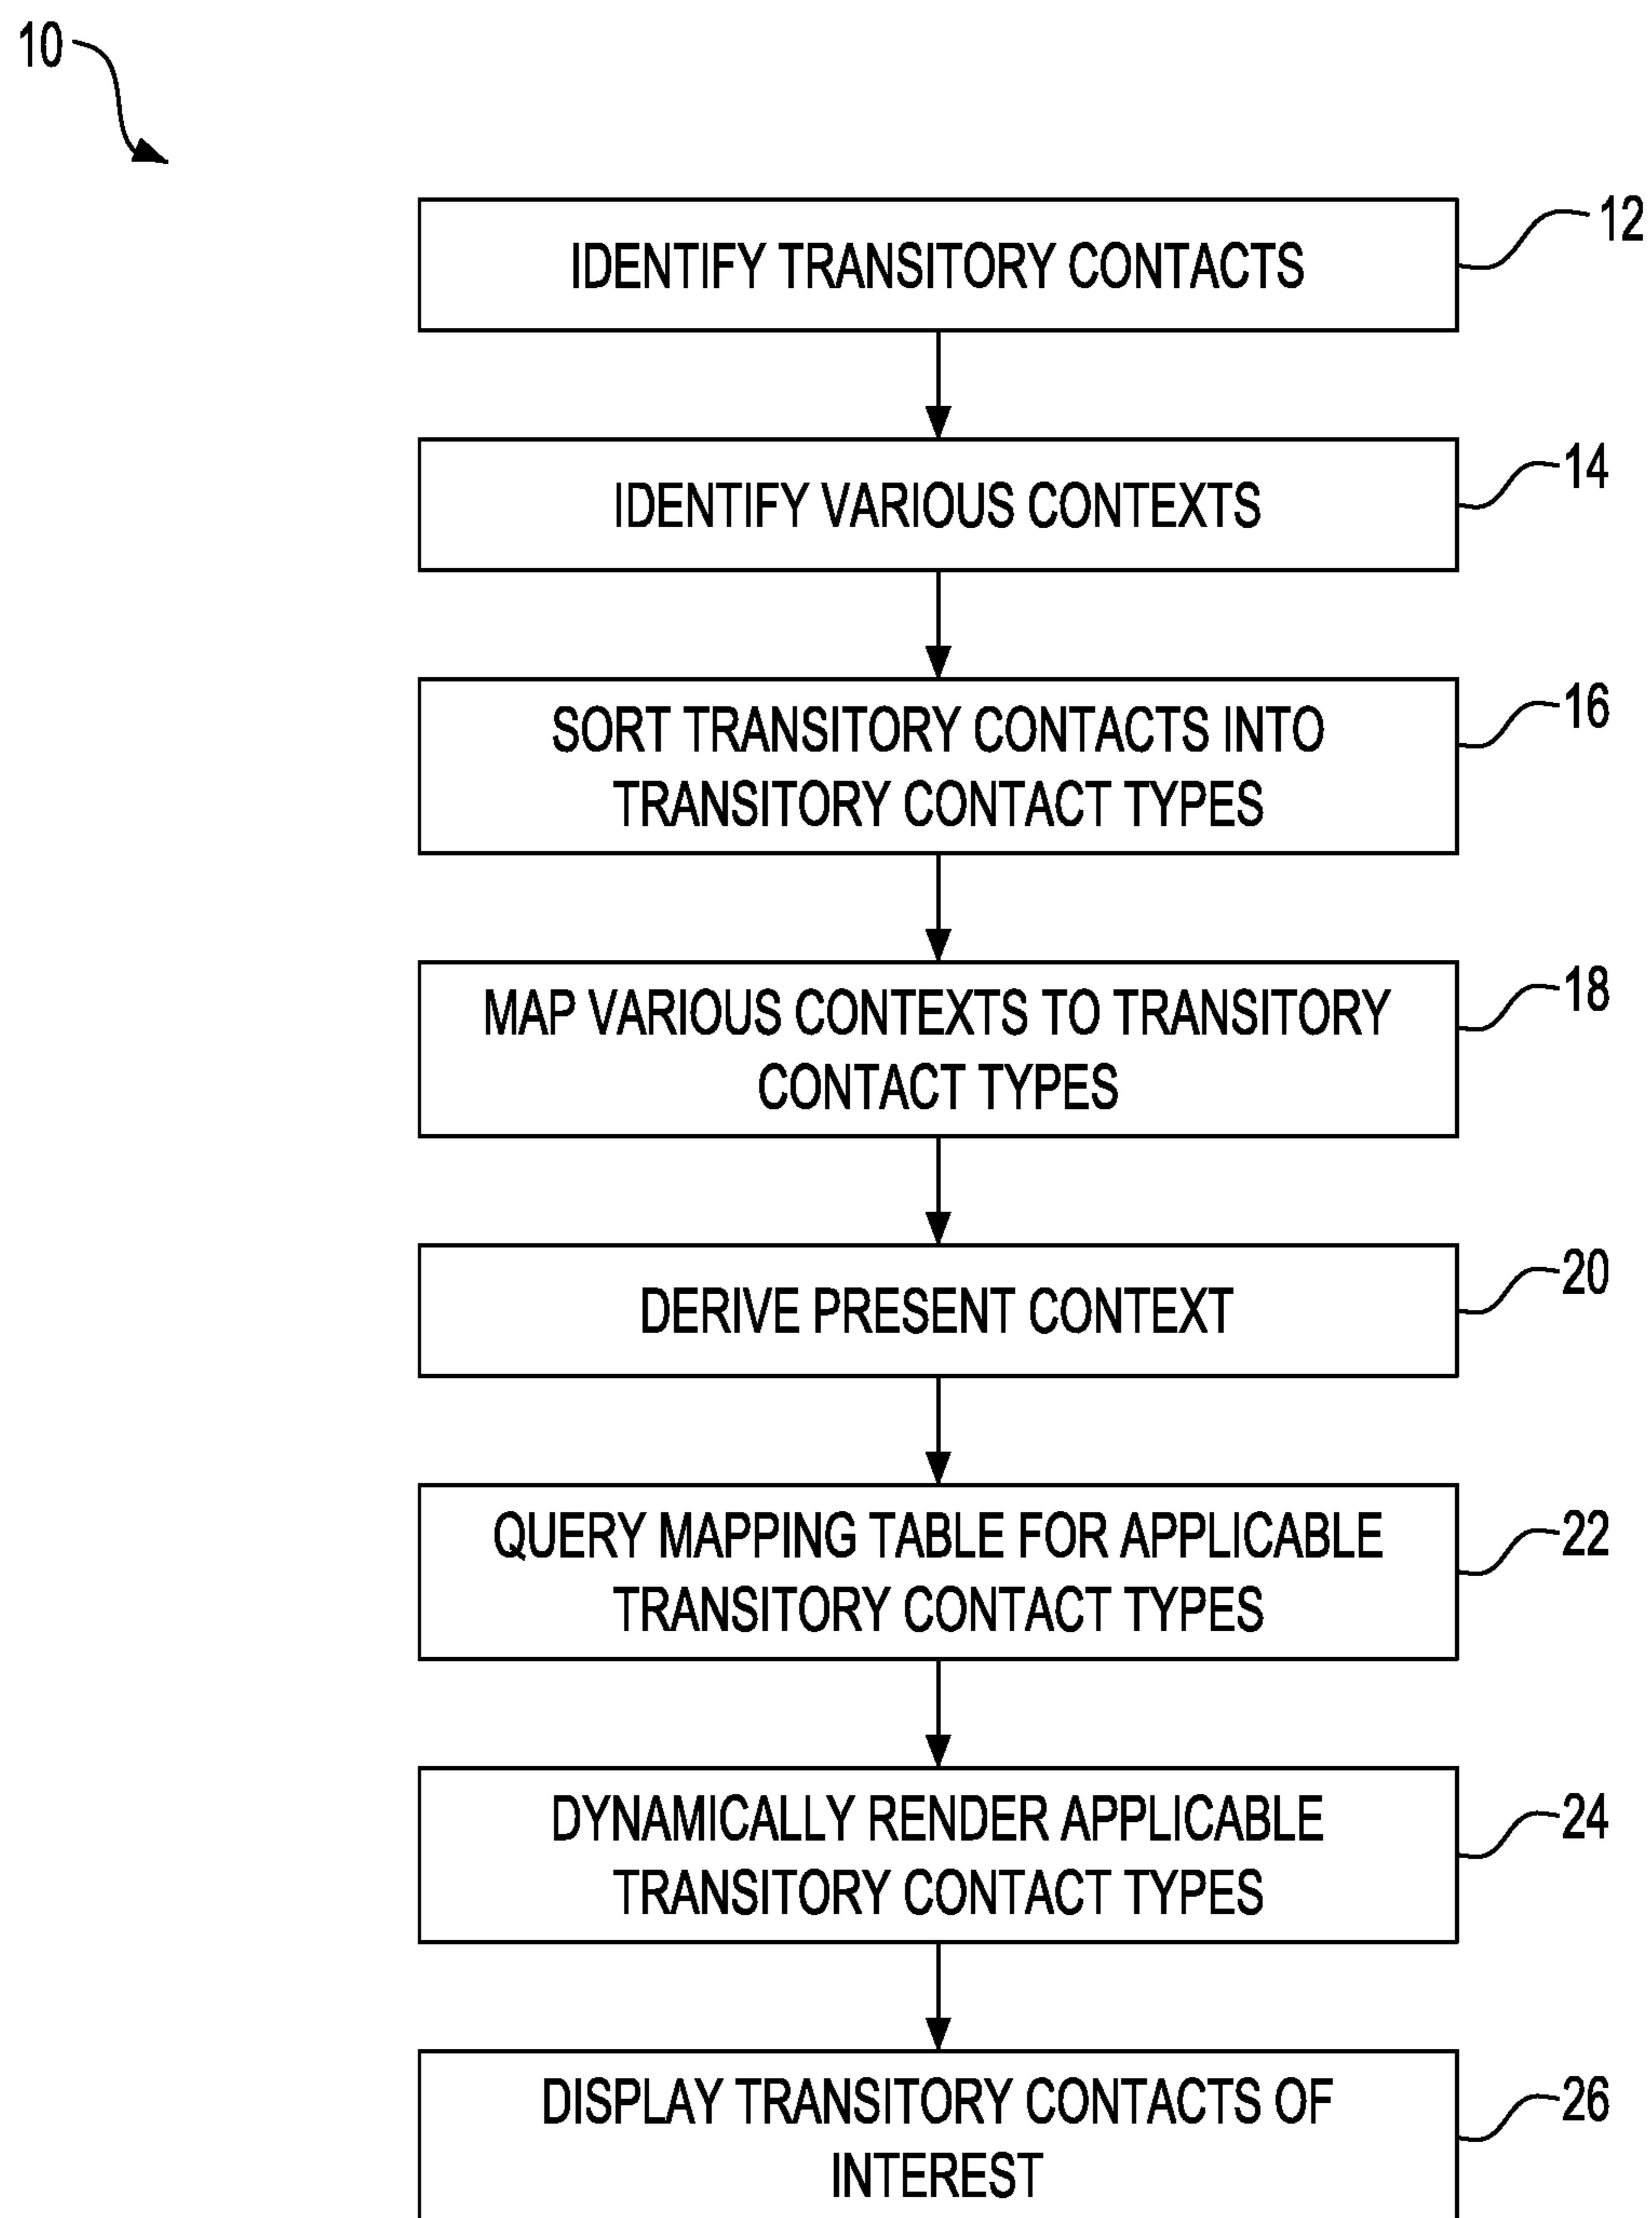 10
IDENTIFY TRANSITORY CONTACTS
12
IDENTIFY VARIOUS CONTEXTS
14
SORT TRANSITORY CONTACTS INTO
TRANSITORY CONTACT TYPES
16
MAP VARIOUS CONTEXTS TO TRANSITORY
CONTACT TYPES
18
DERIVE PRESENT CONTEXT
20
QUERY MAPPING TABLE FOR APPLICABLE
TRANSITORY CONTACT TYPES
22
DYNAMICALLY RENDER APPLICABLE
TRANSITORY CONTACT TYPES
24
DISPLAY TRANSITORY CONTACTS OF
INTEREST
26